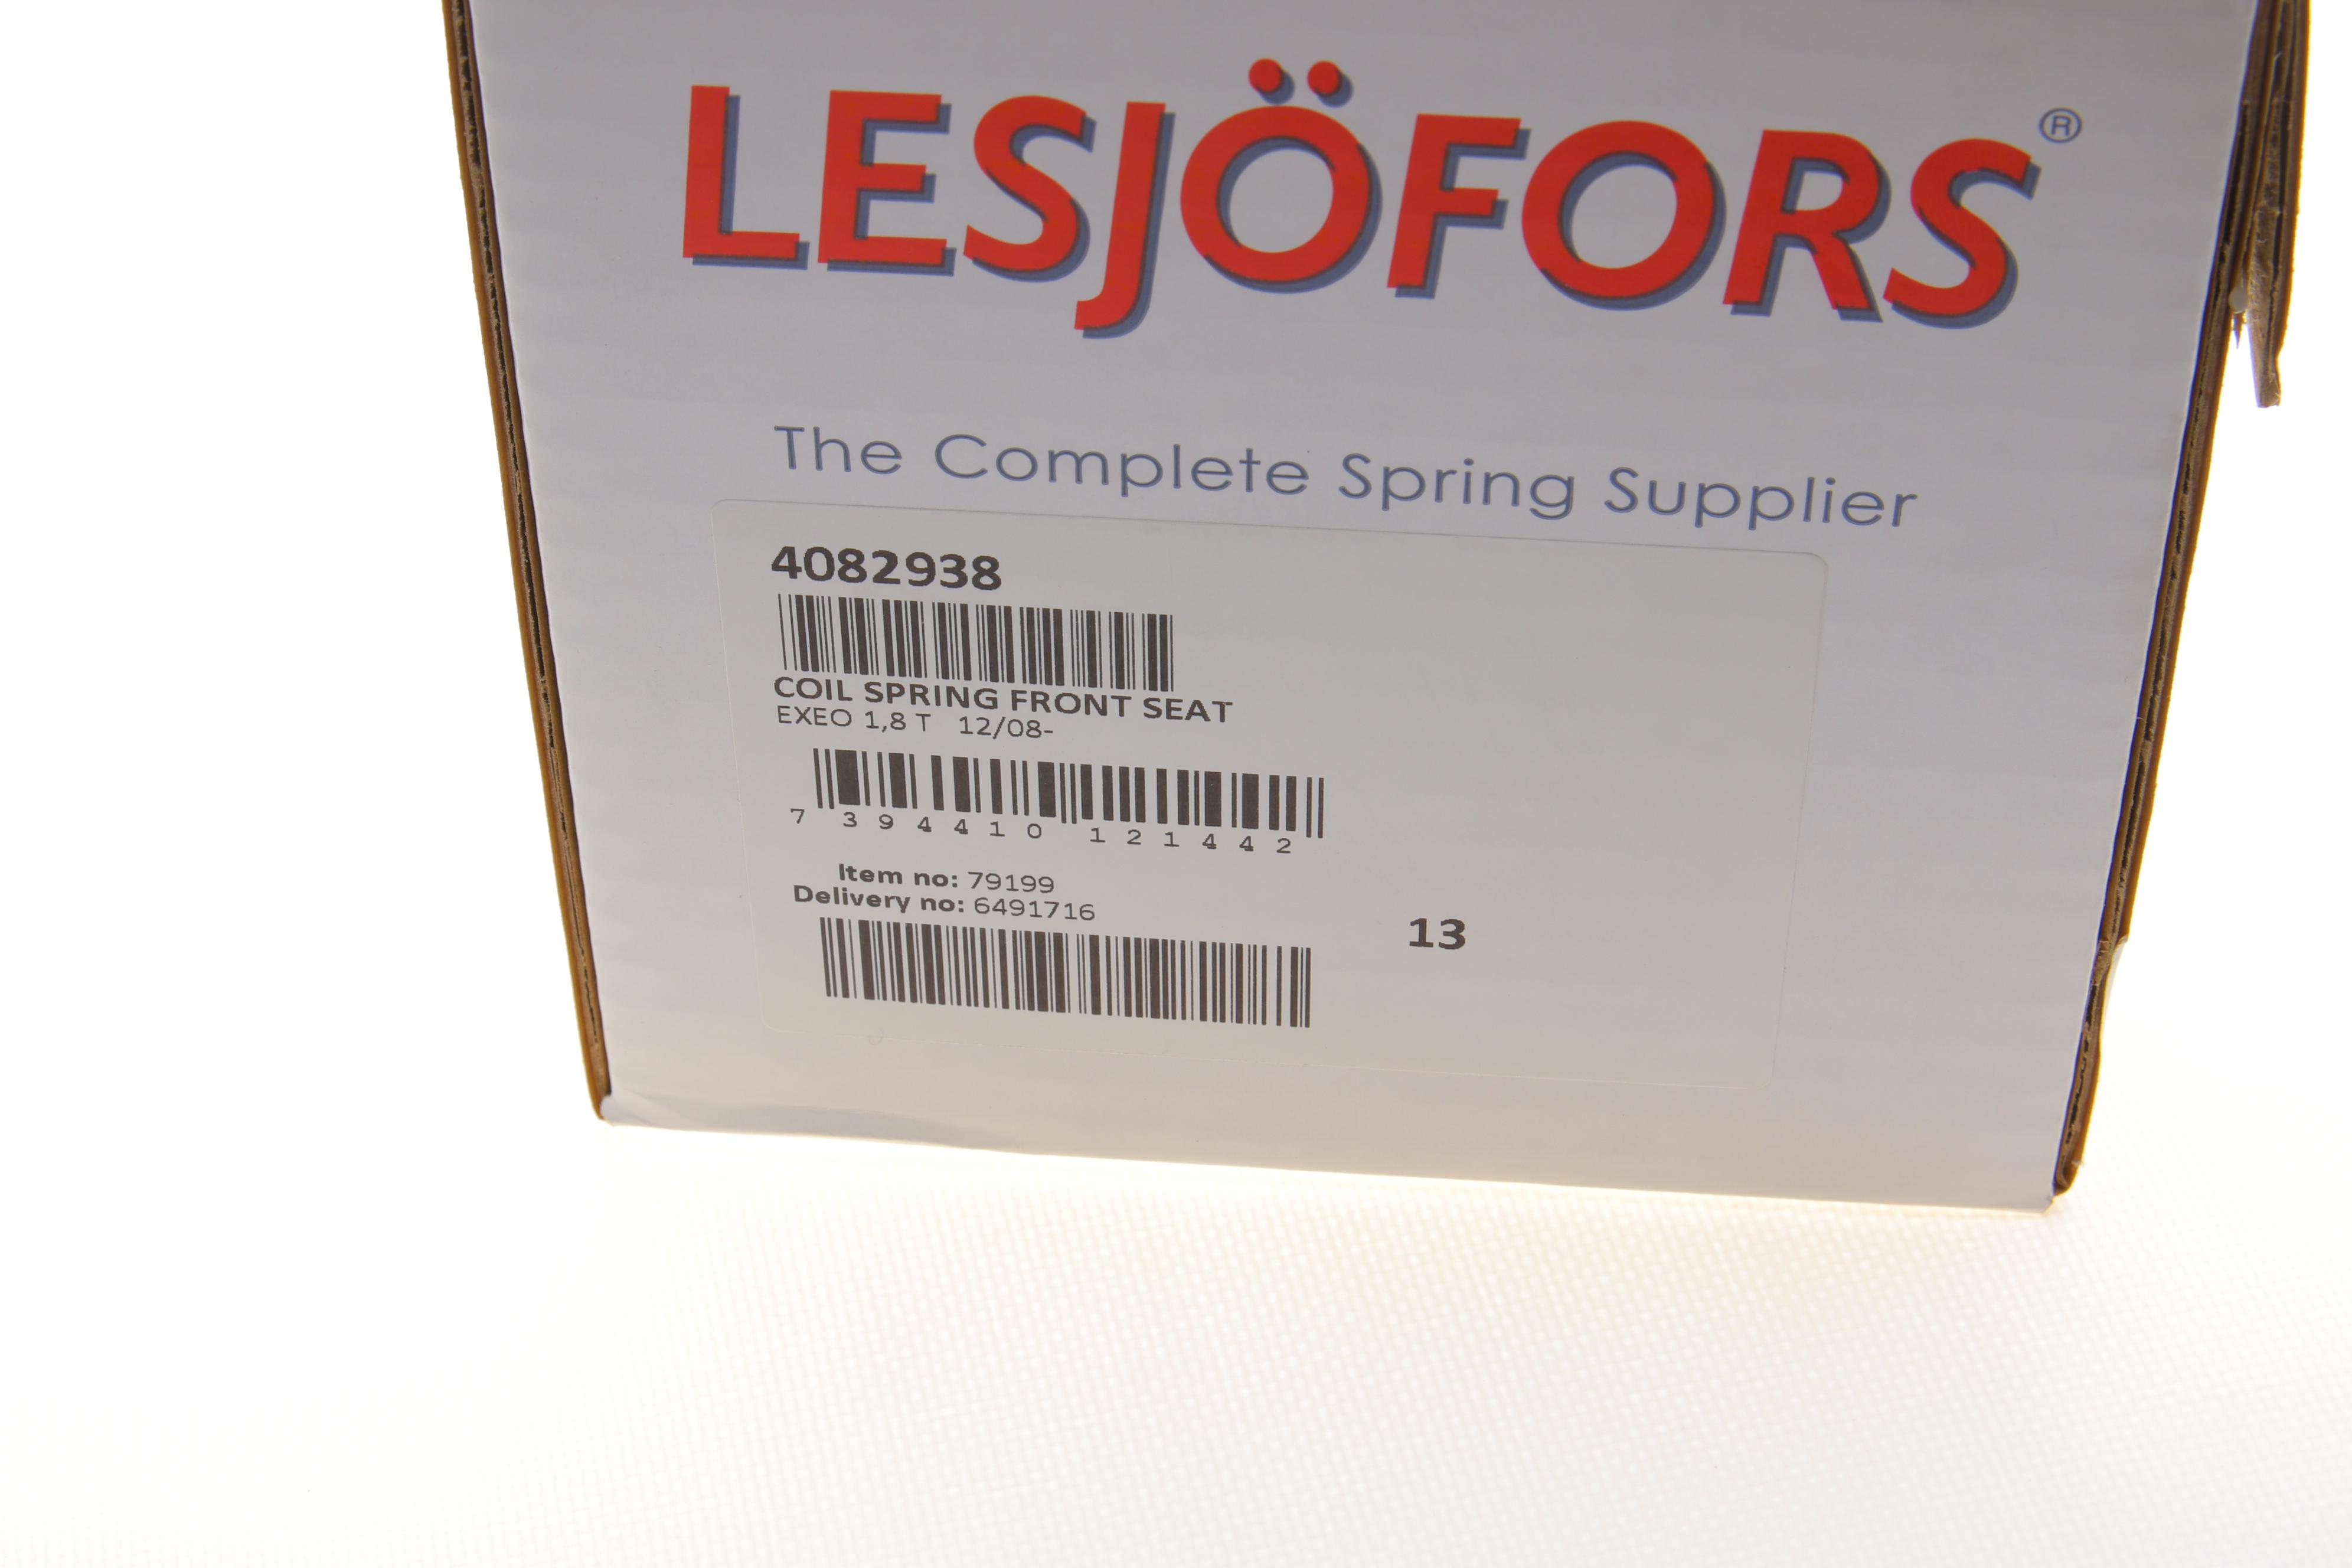 LESJÖFORS®
The Complete Spring Supplier
4082938
COIL SPRING FRONT SEAT
EXEO 1,8 T 12/08-
7 394410 121442
Item no: 79199
Delivery no: 6491716
13